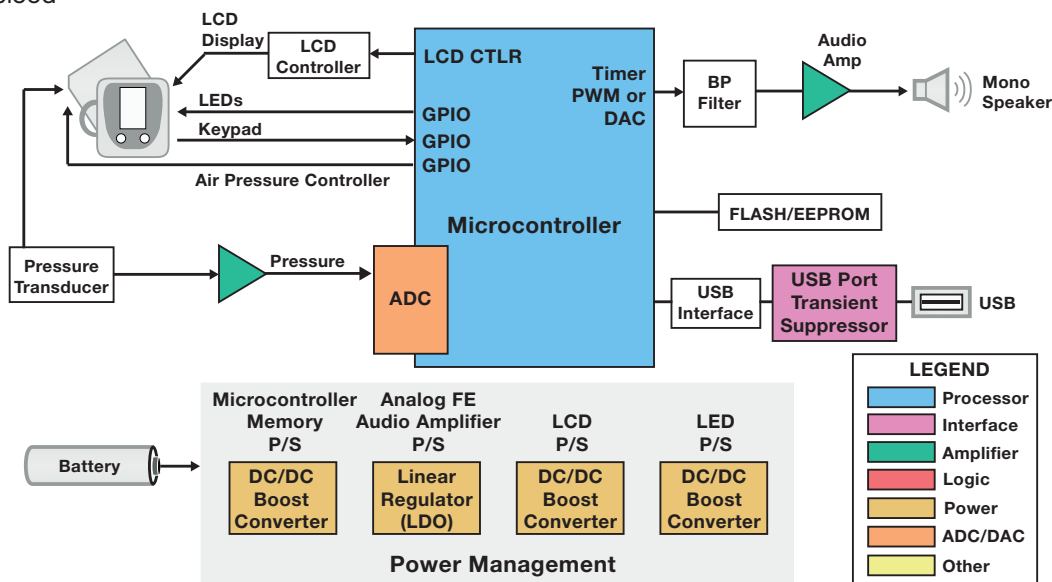 LCD
Display
LCD
Controller
LCD CTLR
LEDs
GPIO
Keypad
GPIO
GPIO
Air Pressure Controller
Timer
PWM or
DAC
BP
Filter
Audio
Amp
Mono
Speaker
Microcontroller
FLASH/EEPROM
Pressure
Transducer
Pressure
ADC
USB
Interface
USB Port
Transient
Suppressor
USB
Battery
Microcontroller
Memory
P/S
DC/DC
Boost
Converter
Analog FE
Audio Amplifier
P/S
Linear
Regulator
(LDO)
LCD
P/S
DC/DC
Boost
Converter
LED
P/S
DC/DC
Boost
Converter
Power Management
LEGEND
Processor
Interface
Amplifier
Logic
Power
ADC/DAC
Other